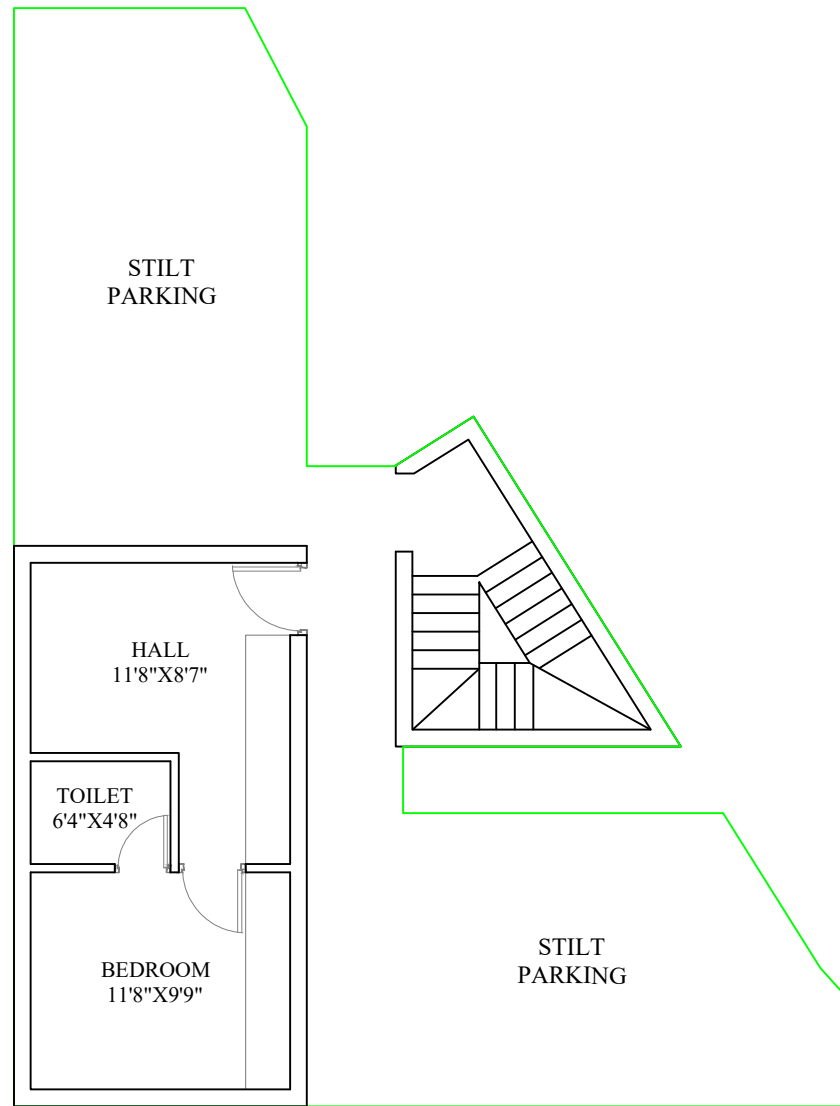 STILT
PARKING
HALL
11'8"X8'7"
TOILET
6'4"X4'8"
BEDROOM
11'8"X9'9"
STILT
PARKING